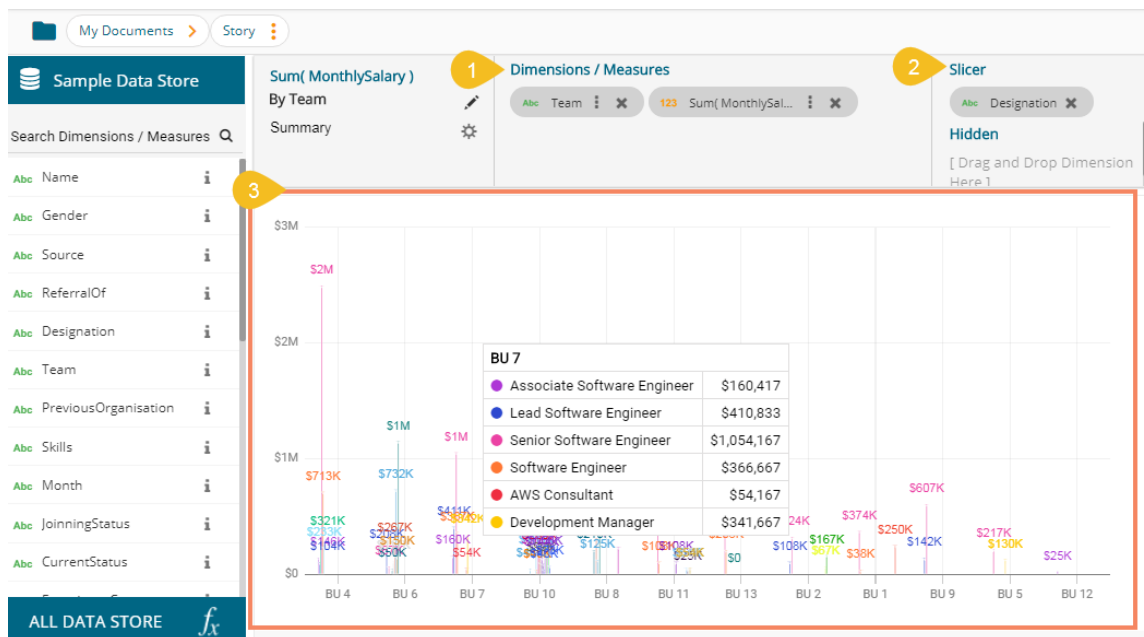 My Documents
Story
Sample Data Store
Search Dimensions / Measures
Abc Name
Abc Gender
Abc Source
Abc ReferralOf
Abc Designation
Abc Team
Abc PreviousOrganisation
Abc Skills
Abc Month
Abc JoinningStatus
Abc CurrentStatus
ALL DATA STORE fx
Sum( MonthlySalary )
By Team
Summary
1
Dimensions / Measures
Abc Team
123 Sum( MonthlySal...
2
Slicer
Abc Designation
Hidden
[ Drag and Drop Dimension
Here ]
3
$3M
$2M
$1M
$0
$2M
$713K
$321K
$104K
$1M
$732K
$267K
$150K
$1M
$411K
$160K
$54K
$125K
BU 7
Associate Software Engineer $160,417
Lead Software Engineer $410,833
Senior Software Engineer $1,054,167
Software Engineer $366,667
AWS Consultant $54,167
Development Manager $341,667
$0
$108K
$167K
$67K
$374K
$38K
$250K
$607K
$142K
$217K
$130K
$25K
BU 4 BU 6 BU 7 BU 10 BU 8 BU 11 BU 13 BU 2 BU 1 BU 9 BU 5 BU 12